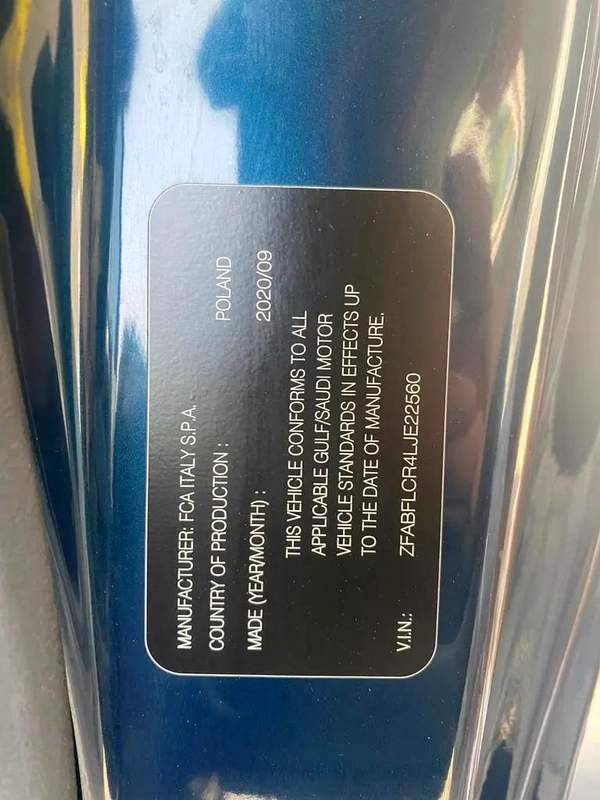 MANUFACTURER: FCA ITALY S.P.A.
COUNTRY OF PRODUCTION : POLAND
MADE (YEAR/MONTH) : 2020/09
THIS VEHICLE CONFORMS TO ALL
APPLICABLE GULF/SAUDI MOTOR
VEHICLE STANDARDS IN EFFECTS UP
TO THE DATE OF MANUFACTURE.
V.I.N.: ZFABFLCR4LJE22560